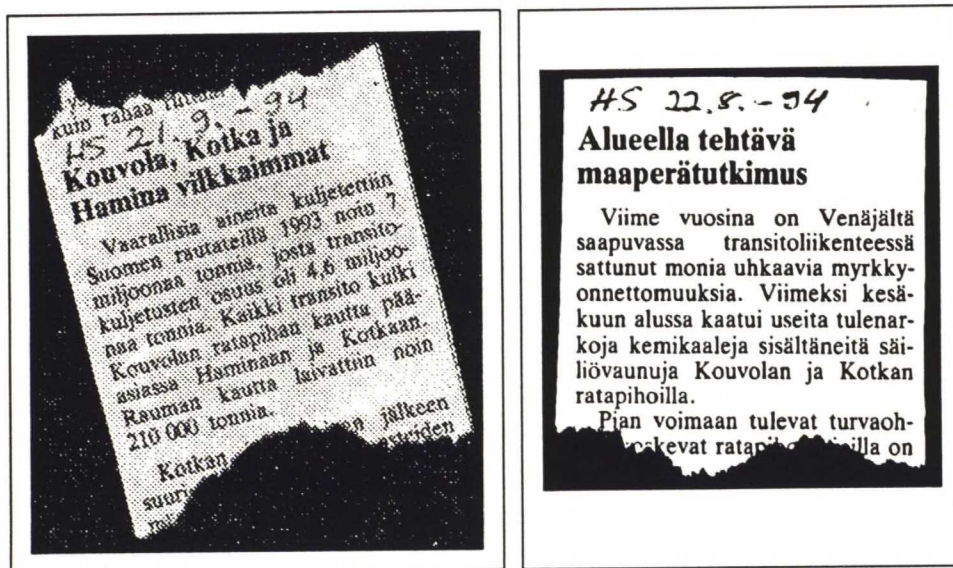 kuin rahaa
HS 21.9.-94
Kouvola, Kotka ja
Hamina vilkkaimmat
Vaarallisia aineita kuljetettiin
Suomen rautateillä 1993 noin 7
miljoonaa tonnia, josta transito-
kuljetusten osuus oli 4,6 miljoo-
naa tonnia. Kaikki transito kulki
Kouvolan ratapihan kautta pää-
asiassa Haminaan ja Kotkaan.
Rauman kautta laivattiin noin
210 000 tonnia.
Kotkan jälkeen
HS 22.8.-94
Alueella tehtävä
maaperätutkimus
Viime vuosina on Venäjältä
saapuvassa transitoliikenteessä
sattunut monia uhkaavia myrkky-
onnettomuuksia. Viimeksi kesä-
kuun alussa kaatui useita tulenar-
koja kemikaaleja sisältäneitä säi-
liövaunuja Kouvolan ja Kotkan
ratapihoilla.
Pian voimaan tulevat turvaoh-
on